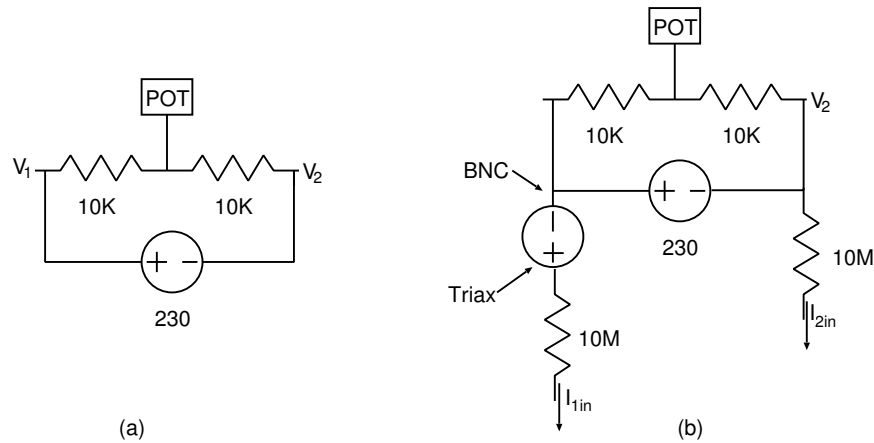 POT
V1
10K
10K
V2
230
(a)
POT
10K
10K
V2
BNC
230
Triax
10M
10M
I1in
I2in
(b)